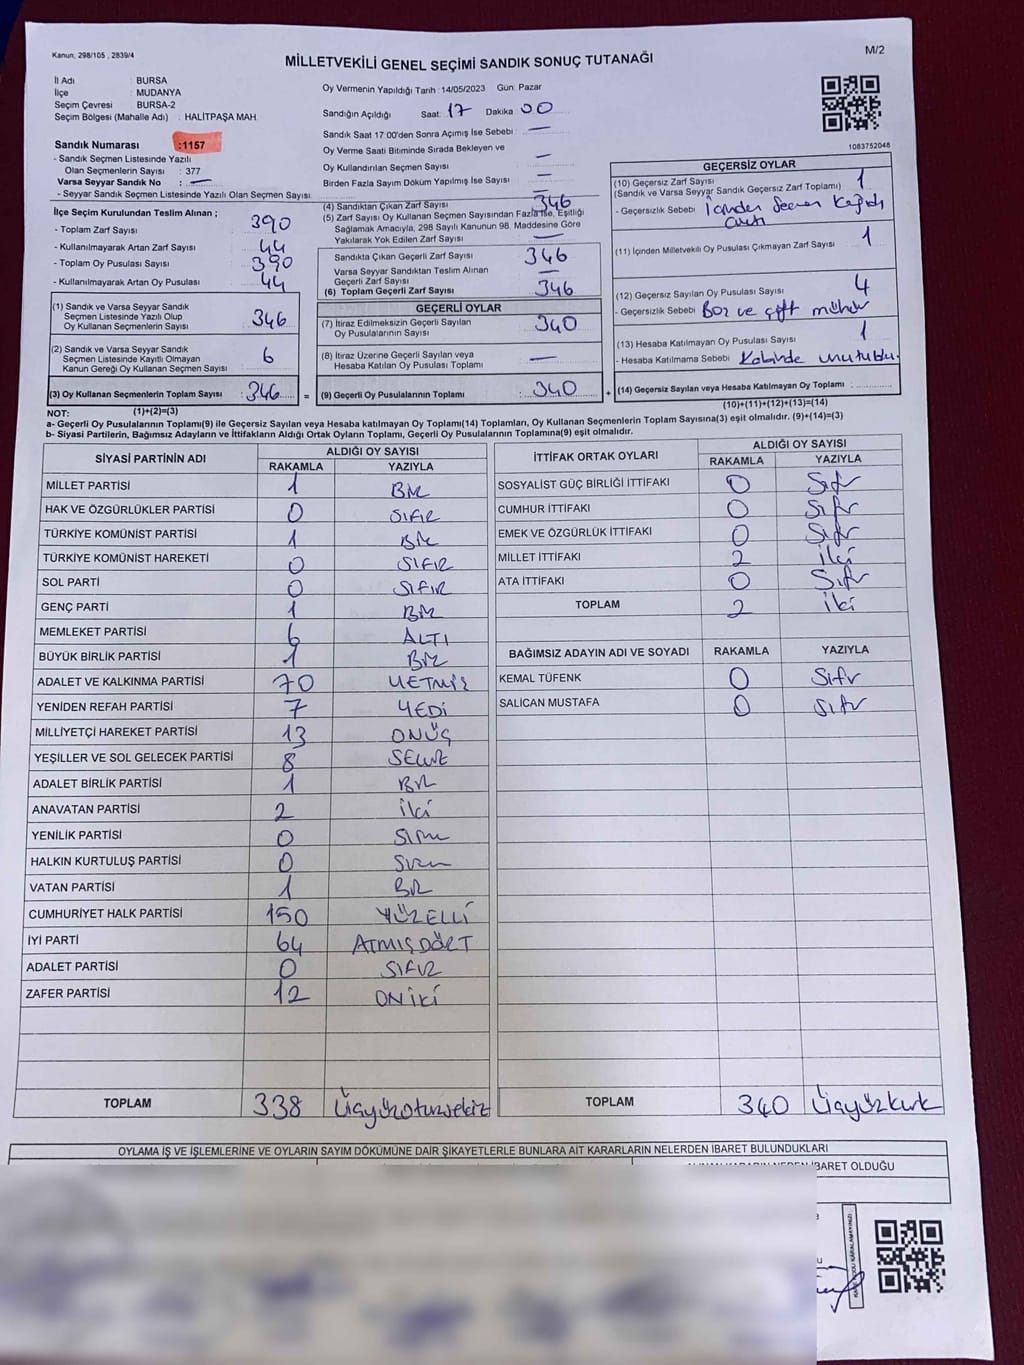 Kanun, 298/105 , 2839/4
M/2
MİLLETVEKİLİ GENEL SEÇİMİ SANDIK SONUÇ TUTANAĞI
İl Adı : BURSA
İlçe : MUDANYA
Seçim Çevresi : BURSA-2
Seçim Bölgesi (Mahalle Adı) : HALİTPAŞA MAH.
Sandık Numarası :1157
- Sandık Seçmen Listesinde Yazılı
Olan Seçmenlerin Sayısı : 377
Varsa Seyyar Sandık No : —
- Seyyar Sandık Seçmen Listesinde Yazılı Olan Seçmen Sayısı
Oy Vermenin Yapıldığı Tarih :14/05/2023 Gün: Pazar
Sandığın Açıldığı Saat: 17 Dakika 00
Sandık Saat 17:00'den Sonra Açımış İse Sebebi : —
Oy Verme Saati Bitiminde Sırada Bekleyen ve
Oy Kullandırılan Seçmen Sayısı —
Birden Fazla Sayım Döküm Yapılmış İse Sayısı —
1083752048
İlçe Seçim Kurulundan Teslim Alınan ;
- Toplam Zarf Sayısı 390
- Kullanılmayarak Artan Zarf Sayısı 44
- Toplam Oy Pusulası Sayısı 390
- Kullanılmayarak Artan Oy Pusulası 44
(1) Sandık ve Varsa Seyyar Sandık
Seçmen Listesinde Yazılı Olup
Oy Kullanan Seçmenlerin Sayısı 346
(2) Sandık ve Varsa Seyyar Sandık
Seçmen Listesinde Kayıtlı Olmayan
Kanun Gereği Oy Kullanan Seçmen Sayısı : 6
(3) Oy Kullanan Seçmenlerin Toplam Sayısı : 346
(1)+(2)=(3)
(4) Sandıktan Çıkan Zarf Sayısı 346
(5) Zarf Sayısı Oy Kullanan Seçmen Sayısından Fazla İse, Eşitliği
Sağlamak Amacıyla, 298 Sayılı Kanunun 98. Maddesine Göre
Yakılarak Yok Edilen Zarf Sayısı —
Sandıkta Çıkan Geçerli Zarf Sayısı 346
Varsa Seyyar Sandıktan Teslim Alınan
Geçerli Zarf Sayısı —
(6) Toplam Geçerli Zarf Sayısı 346
GEÇERLİ OYLAR
(7) İtiraz Edilmeksizin Geçerli Sayılan
Oy Pusulalarının Sayısı 340
(8) İtiraz Üzerine Geçerli Sayılan veya
Hesaba Katılan Oy Pusulası Toplamı —
= (9) Geçerli Oy Pusulalarının Toplamı : 340
GEÇERSİZ OYLAR
(10) Geçersiz Zarf Sayısı 1
(Sandık ve Varsa Seyyar Sandık Geçersiz Zarf Toplamı)
- Geçersizlik Sebebi : İçinden Seçmen Kağıdı
çıktı
(11) İçinden Milletvekili Oy Pusulası Çıkmayan Zarf Sayısı 1
(12) Geçersiz Sayılan Oy Pusulası Sayısı 4
- Geçersizlik Sebebi Boz ve çift mühür
(13) Hesaba Katılmayan Oy Pusulası Sayısı 1
- Hesaba Katılmama Sebebi Kabinde unutuldu.
+ (14) Geçersiz Sayılan veya Hesaba Katılmayan Oy Toplamı :
(10)+(11)+(12)+(13)=(14)
NOT:
a- Geçerli Oy Pusulalarının Toplamı(9) ile Geçersiz Sayılan veya Hesaba katılmayan Oy Toplamı(14) Toplamları, Oy Kullanan Seçmenlerin Toplam Sayısına(3) eşit olmalıdır. (9)+(14)=(3)
b- Siyasi Partilerin, Bağımsız Adayların ve İttifakların Aldığı Ortak Oyların Toplamı, Geçerli Oy Pusulalarının Toplamına(9) eşit olmalıdır.
SİYASİ PARTİNİN ADI
ALDIĞI OY SAYISI
RAKAMLA YAZIYLA
MİLLET PARTİSİ 1 BİR
HAK VE ÖZGÜRLÜKLER PARTİSİ 0 SIFIR
TÜRKİYE KOMÜNİST PARTİSİ 1 BİR
TÜRKİYE KOMÜNİST HAREKETİ 0 SIFIR
SOL PARTİ 0 SIFIR
GENÇ PARTİ 1 BİR
MEMLEKET PARTİSİ 6 ALTI
BÜYÜK BİRLİK PARTİSİ 1 BİR
ADALET VE KALKINMA PARTİSİ 70 YETMİŞ
YENİDEN REFAH PARTİSİ 7 YEDİ
MİLLİYETÇİ HAREKET PARTİSİ 13 ONÜÇ
YEŞİLLER VE SOL GELECEK PARTİSİ 8 SEKİZ
ADALET BİRLİK PARTİSİ 1 BİR
ANAVATAN PARTİSİ 2 İki
YENİLİK PARTİSİ 0 SIFIR
HALKIN KURTULUŞ PARTİSİ 0 SIFIR
VATAN PARTİSİ 1 BİR
CUMHURİYET HALK PARTİSİ 150 YÜZELLİ
İYİ PARTİ 64 ATMIŞDÖRT
ADALET PARTİSİ 0 SIFIR
ZAFER PARTİSİ 12 ONİKİ
TOPLAM 338 Üçyüzotuzsekiz
İTTİFAK ORTAK OYLARI
ALDIĞI OY SAYISI
RAKAMLA YAZIYLA
SOSYALİST GÜÇ BİRLİĞİ İTTİFAKI 0 Sıfır
CUMHUR İTTİFAKI 0 Sıfır
EMEK VE ÖZGÜRLÜK İTTİFAKI 0 Sıfır
MİLLET İTTİFAKI 2 iki
ATA İTTİFAKI 0 Sıfır
TOPLAM 2 iki
BAĞIMSIZ ADAYIN ADI VE SOYADI RAKAMLA YAZIYLA
KEMAL TÜFENK 0 Sıfır
SALİCAN MUSTAFA 0 Sıfır
TOPLAM 340 Üçyüzkırk
OYLAMA İŞ VE İŞLEMLERİNE VE OYLARIN SAYIM DÖKÜMÜNE DAİR ŞİKAYETLERLE BUNLARA AİT KARARLARIN NELERDEN İBARET BULUNDUKLARI
İBARET OLDUĞU